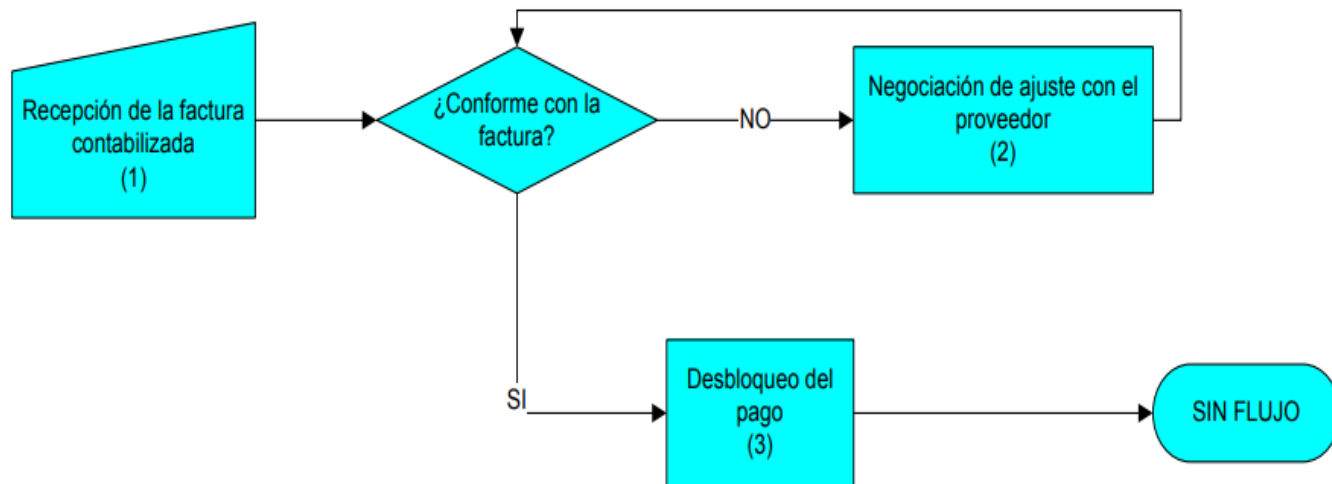 Recepción de la factura
contabilizada
(1)
¿Conforme con la
factura?
NO
Negociación de ajuste con el
proveedor
(2)
SI
Desbloqueo del
pago
(3)
SIN FLUJO